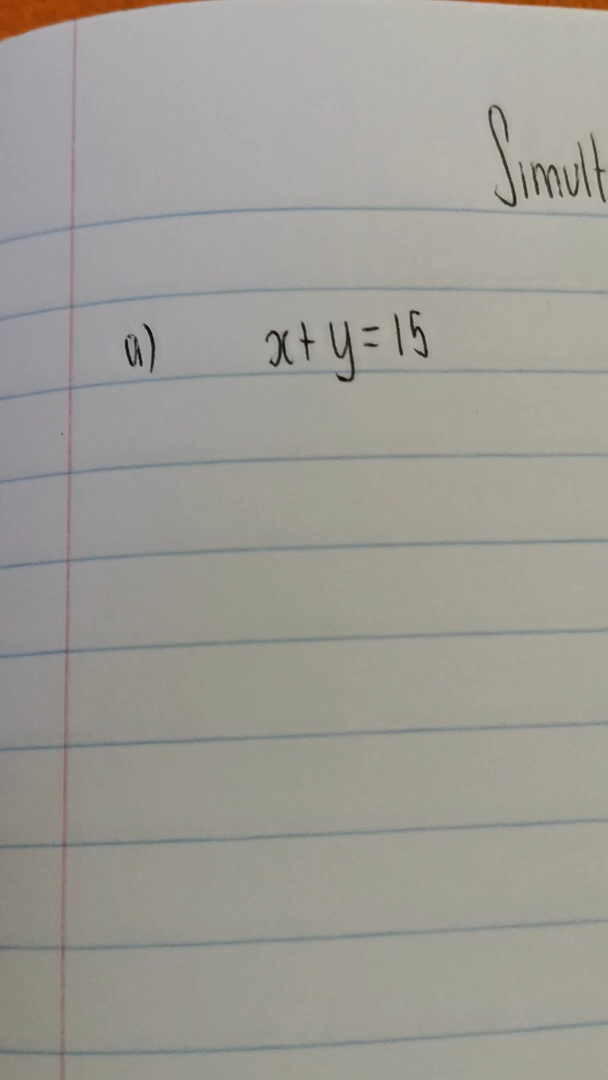 Simult
a) x + y = 15